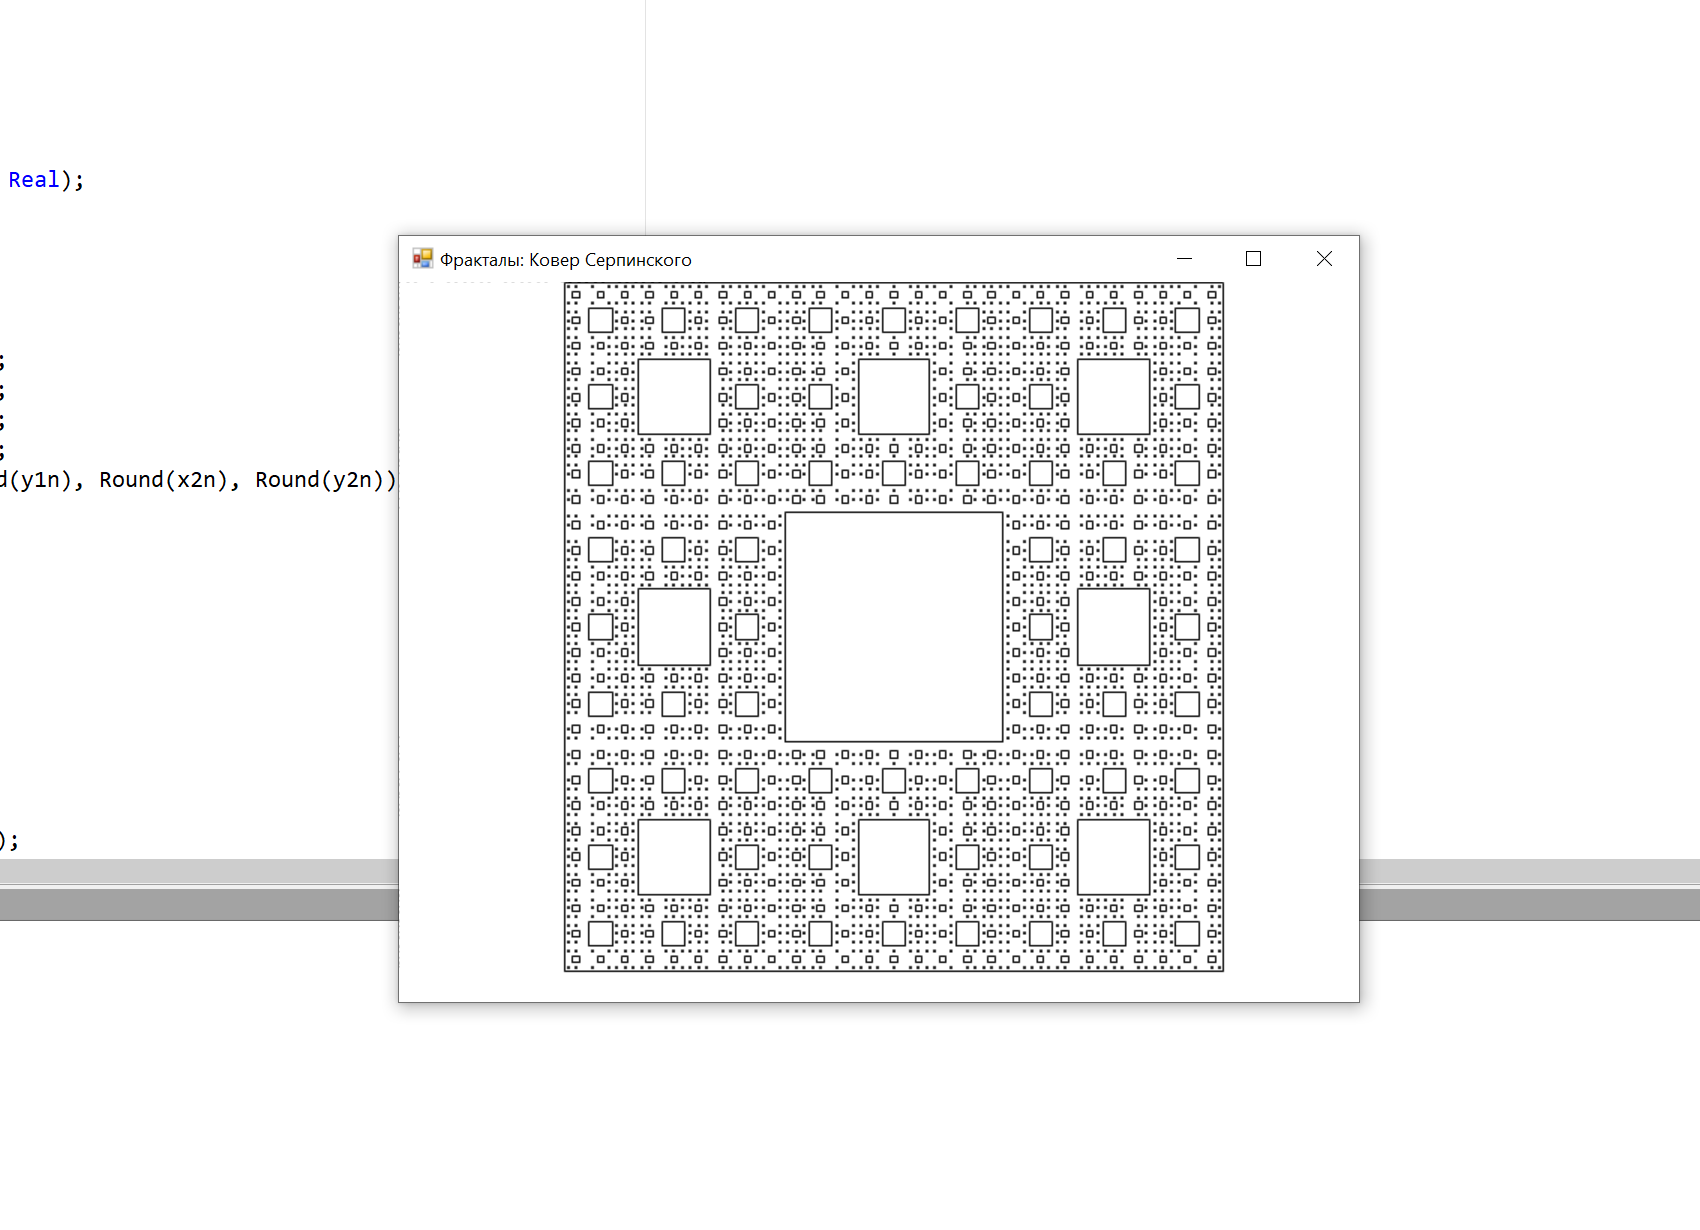 Real);
Фракталы: Ковер Серпинского
;
;
;
;
d(y1n), Round(x2n), Round(y2n))
);